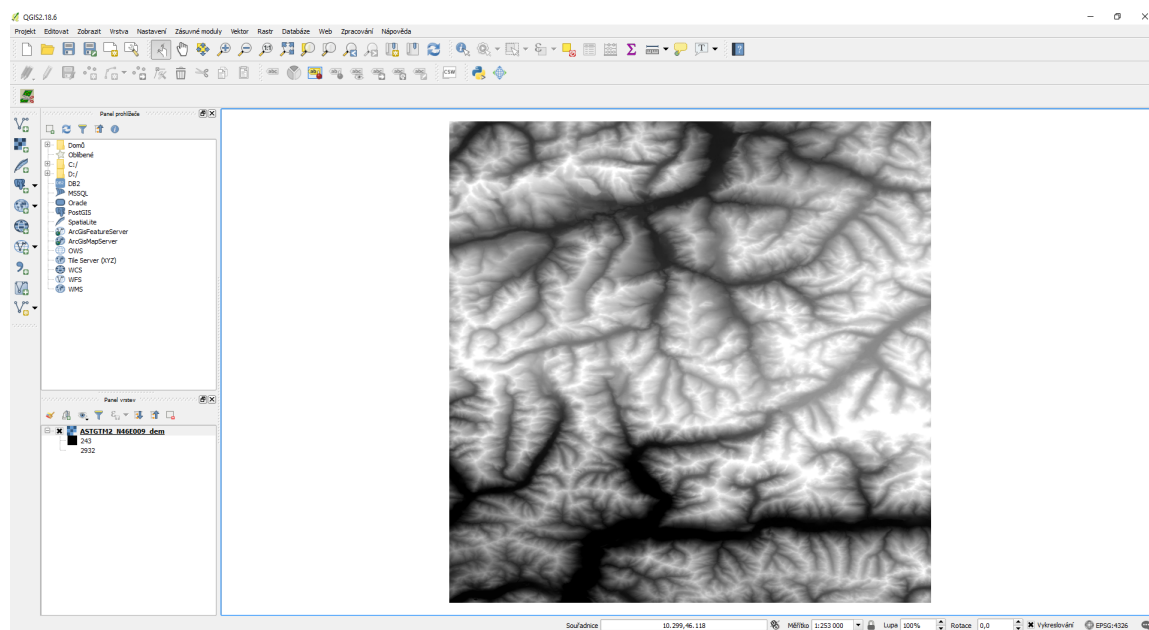 QGIS2.18.6
Projekt Editovat Zobrazit Vrstva Nastavení Zásuvné moduly Vektor Rastr Databáze Web Zpracování Nápověda
CSW
Panel prohlížeče
Domů
Oblíbené
C:/
D:/
DB2
MSSQL
Oracle
PostGIS
SpatiaLite
ArcGisFeatureServer
ArcGisMapServer
OWS
Tile Server (XYZ)
WCS
WFS
WMS
Panel vrstev
ASTGTM2_N46E009_dem
243
2932
Souřadnice 10.299,46.118 Měřítko 1:253 000 Lupa 100% Rotace 0,0 Vykreslování EPSG:4326